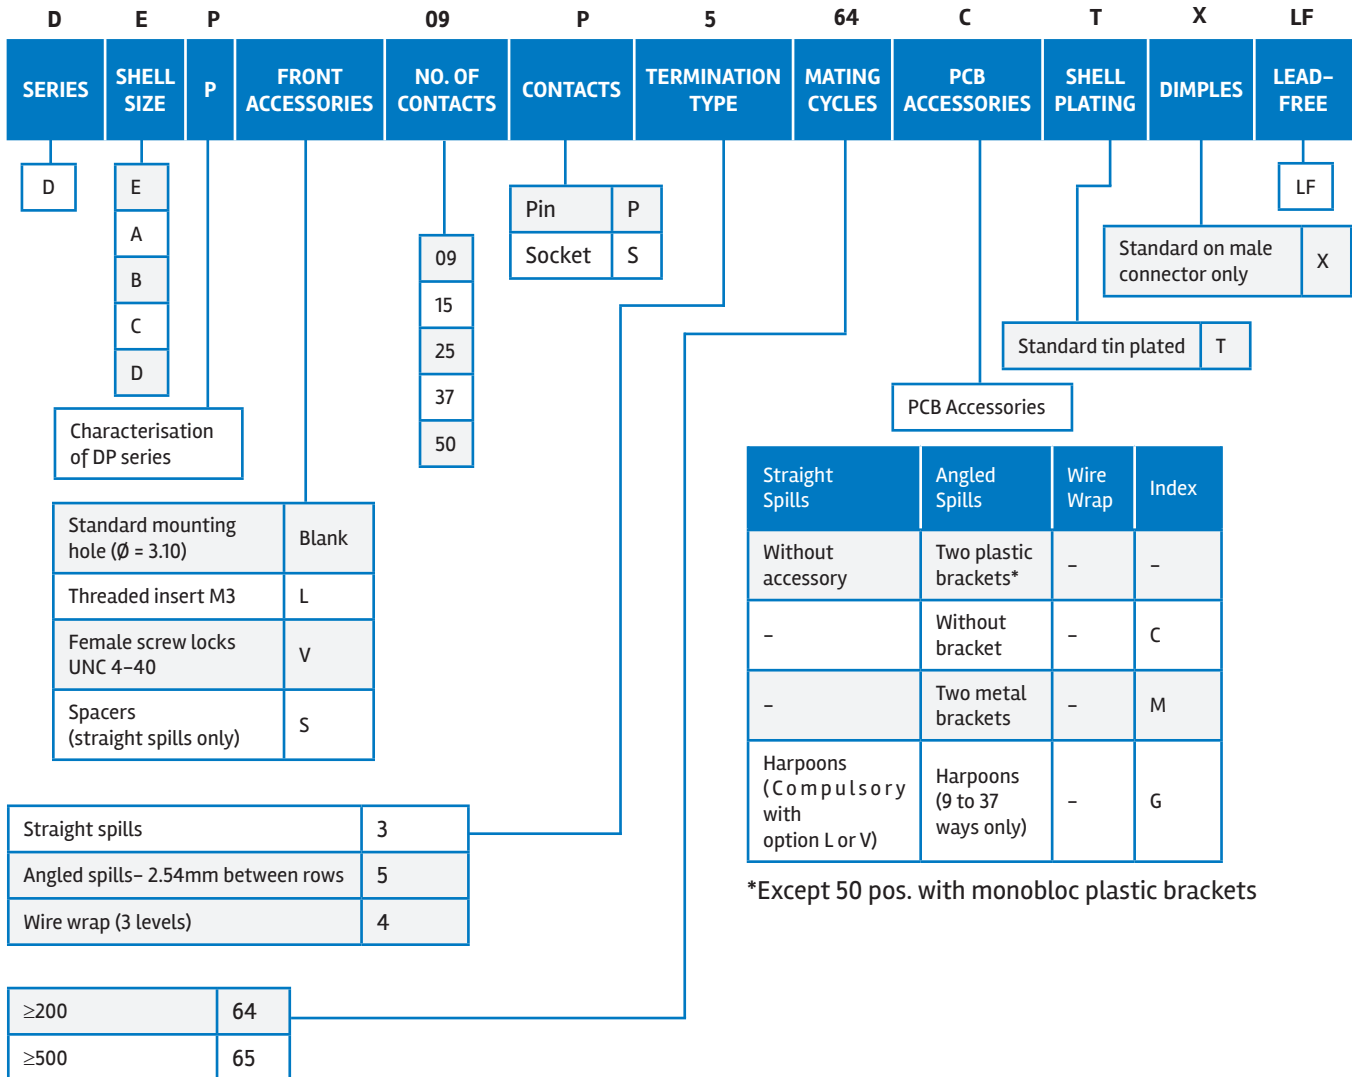 D E P 09 P 5 64 C T X LF
SERIES
SHELL
SIZE
P
FRONT
ACCESSORIES
NO. OF
CONTACTS
CONTACTS
TERMINATION
TYPE
MATING
CYCLES
PCB
ACCESSORIES
SHELL
PLATING
DIMPLES
LEAD–
FREE
D
E
A
B
C
D
Characterisation
of DP series
Standard mounting
hole (Ø = 3.10)
Blank
Threaded insert M3
L
Female screw locks
UNC 4–40
V
Spacers
(straight spills only)
S
09
15
25
37
50
Pin P
Socket S
Straight spills 3
Angled spills– 2.54mm between rows 5
Wire wrap (3 levels) 4
≥200 64
≥500 65
PCB Accessories
Standard tin plated T
Standard on male
connector only
X
LF
Straight
Spills
Angled
Spills
Wire
Wrap
Index
Without
accessory
Two plastic
brackets*
–
–
–
Without
bracket
–
C
–
Two metal
brackets
–
M
Harpoons
(Compulsory
with
option L or V)
Harpoons
(9 to 37
ways only)
–
G
*Except 50 pos. with monobloc plastic brackets